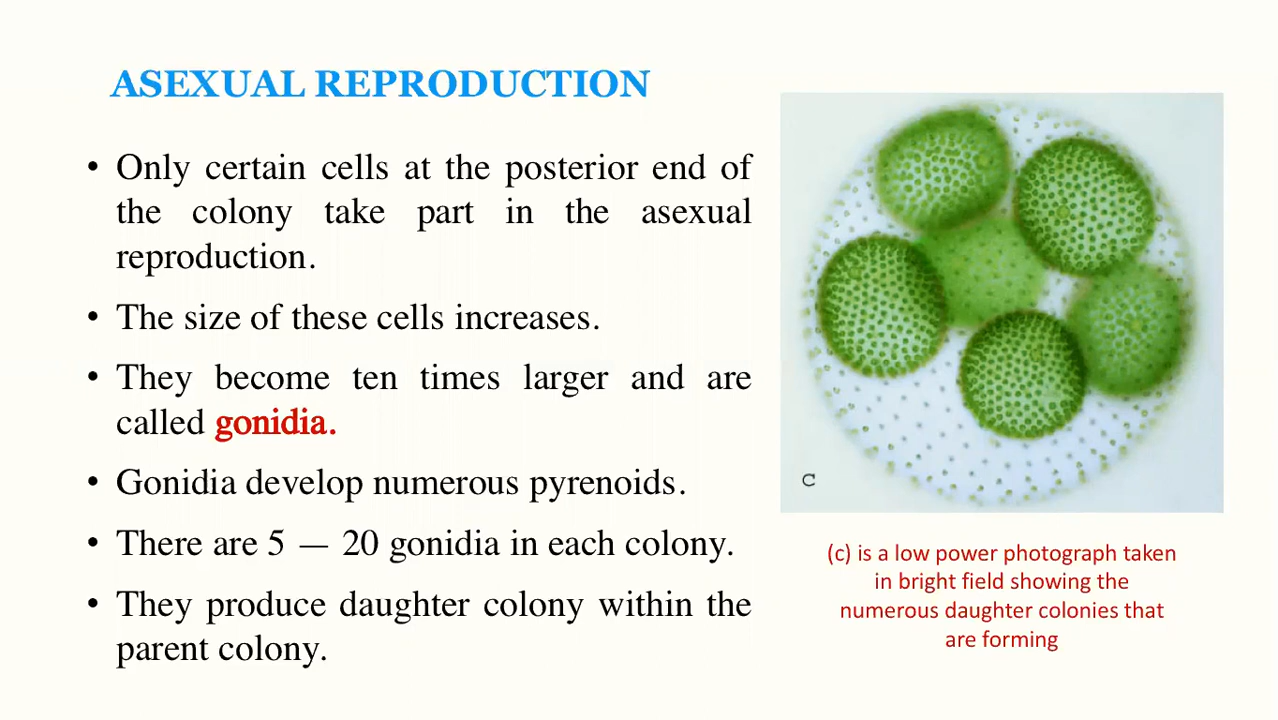 ASEXUAL REPRODUCTION
• Only certain cells at the posterior end of
the colony take part in the asexual
reproduction.
• The size of these cells increases.
• They become ten times larger and are
called gonidia.
• Gonidia develop numerous pyrenoids.
• There are 5 — 20 gonidia in each colony.
• They produce daughter colony within the
parent colony.
C
(c) is a low power photograph taken
in bright field showing the
numerous daughter colonies that
are forming